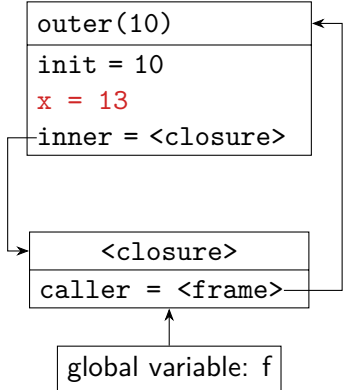 outer(10)
init = 10
x = 13
inner = <closure>
<closure>
caller = <frame>
global variable: f